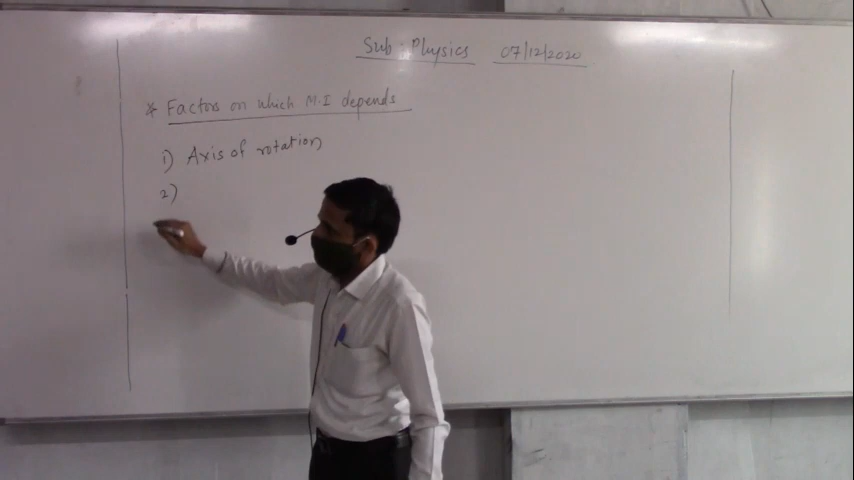 Sub : Physics 07/12/2020
* Factors on which M.I depends
1) Axis of rotation
2)